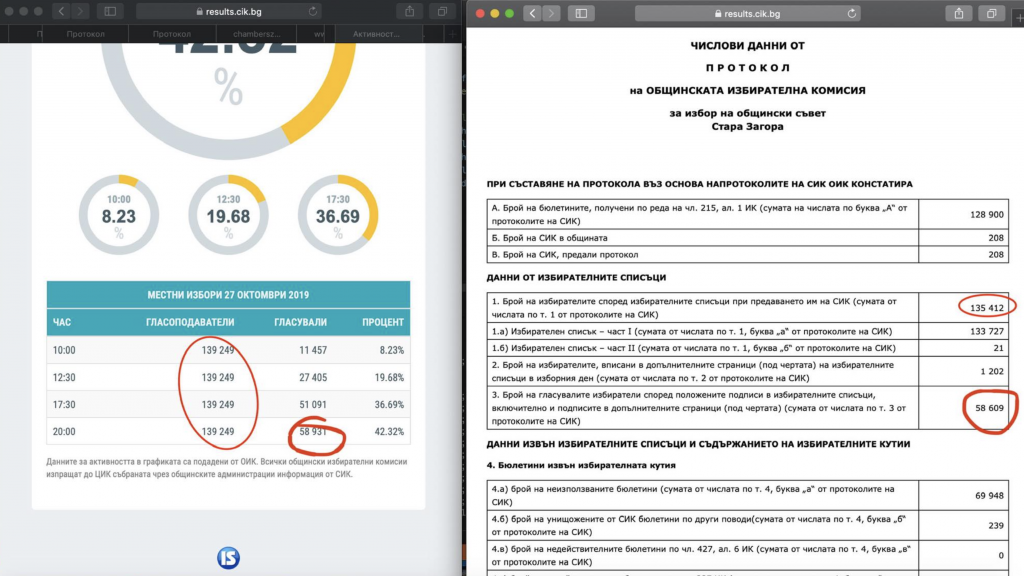 results.cik.bg
Протокол
Протокол
chambersz...
Активност...
%
10:00
8.23
%
12:30
19.68
%
17:30
36.69
%
МЕСТНИ ИЗБОРИ 27 ОКТОМВРИ 2019
ЧАС ГЛАСОПОДАВАТЕЛИ ГЛАСУВАЛИ ПРОЦЕНТ
10:00 139 249 11 457 8.23%
12:30 139 249 27 405 19.68%
17:30 139 249 51 091 36.69%
20:00 139 249 58 931 42.32%
Данните за активността в графиката са подадени от ОИК. Всички общински избирателни комисии
изпращат до ЦИК събраната чрез общинските администрации информация от СИК.
IS
results.cik.bg
ЧИСЛОВИ ДАННИ ОТ
П Р О Т О К О Л
на ОБЩИНСКАТА ИЗБИРАТЕЛНА КОМИСИЯ
за избор на общински съвет
Стара Загора
ПРИ СЪСТАВЯНЕ НА ПРОТОКОЛА ВЪЗ ОСНОВА НАПРОТОКОЛИТЕ НА СИК ОИК КОНСТАТИРА
А. Брой на бюлетините, получени по реда на чл. 215, ал. 1 ИК (сумата на числата по буква „А" от
протоколите на СИК) 128 900
Б. Брой на СИК в общината 208
В. Брой на СИК, предали протокол 208
ДАННИ ОТ ИЗБИРАТЕЛНИТЕ СПИСЪЦИ
1. Брой на избирателите според избирателните списъци при предаването им на СИК (сумата от
числата по т. 1 от протоколите на СИК) 135 412
1.а) Избирателен списък – част I (сумата от числата по т. 1, буква „а" от протоколите на СИК) 133 727
1.б) Избирателен списък – част II (сумата от числата по т. 1, буква „б" от протоколите на СИК) 21
2. Брой на избирателите, вписани в допълнителните страници (под чертата) на избирателните
списъци в изборния ден (сумата от числата по т. 2 от протоколите на СИК) 1 202
3. Брой на гласувалите избиратели според положените подписи в избирателните списъци,
включително и подписите в допълнителните страници (под чертата) (сумата от числата по т. 3 от
протоколите на СИК) 58 609
ДАННИ ИЗВЪН ИЗБИРАТЕЛНИТЕ СПИСЪЦИ И СЪДЪРЖАНИЕТО НА ИЗБИРАТЕЛНИТЕ КУТИИ
4. Бюлетини извън избирателната кутия
4.а) брой на неизползваните бюлетини (сумата от числата по т. 4, буква „а" от протоколите на
СИК) 69 948
4.б) брой на унищожените от СИК бюлетини по други поводи(сумата от числата по т. 4, буква „б"
от протоколите на СИК) 239
4.в) брой на недействителните бюлетини по чл. 427, ал. 6 ИК (сумата от числата по т. 4, буква „в"
от протоколите на СИК) 0